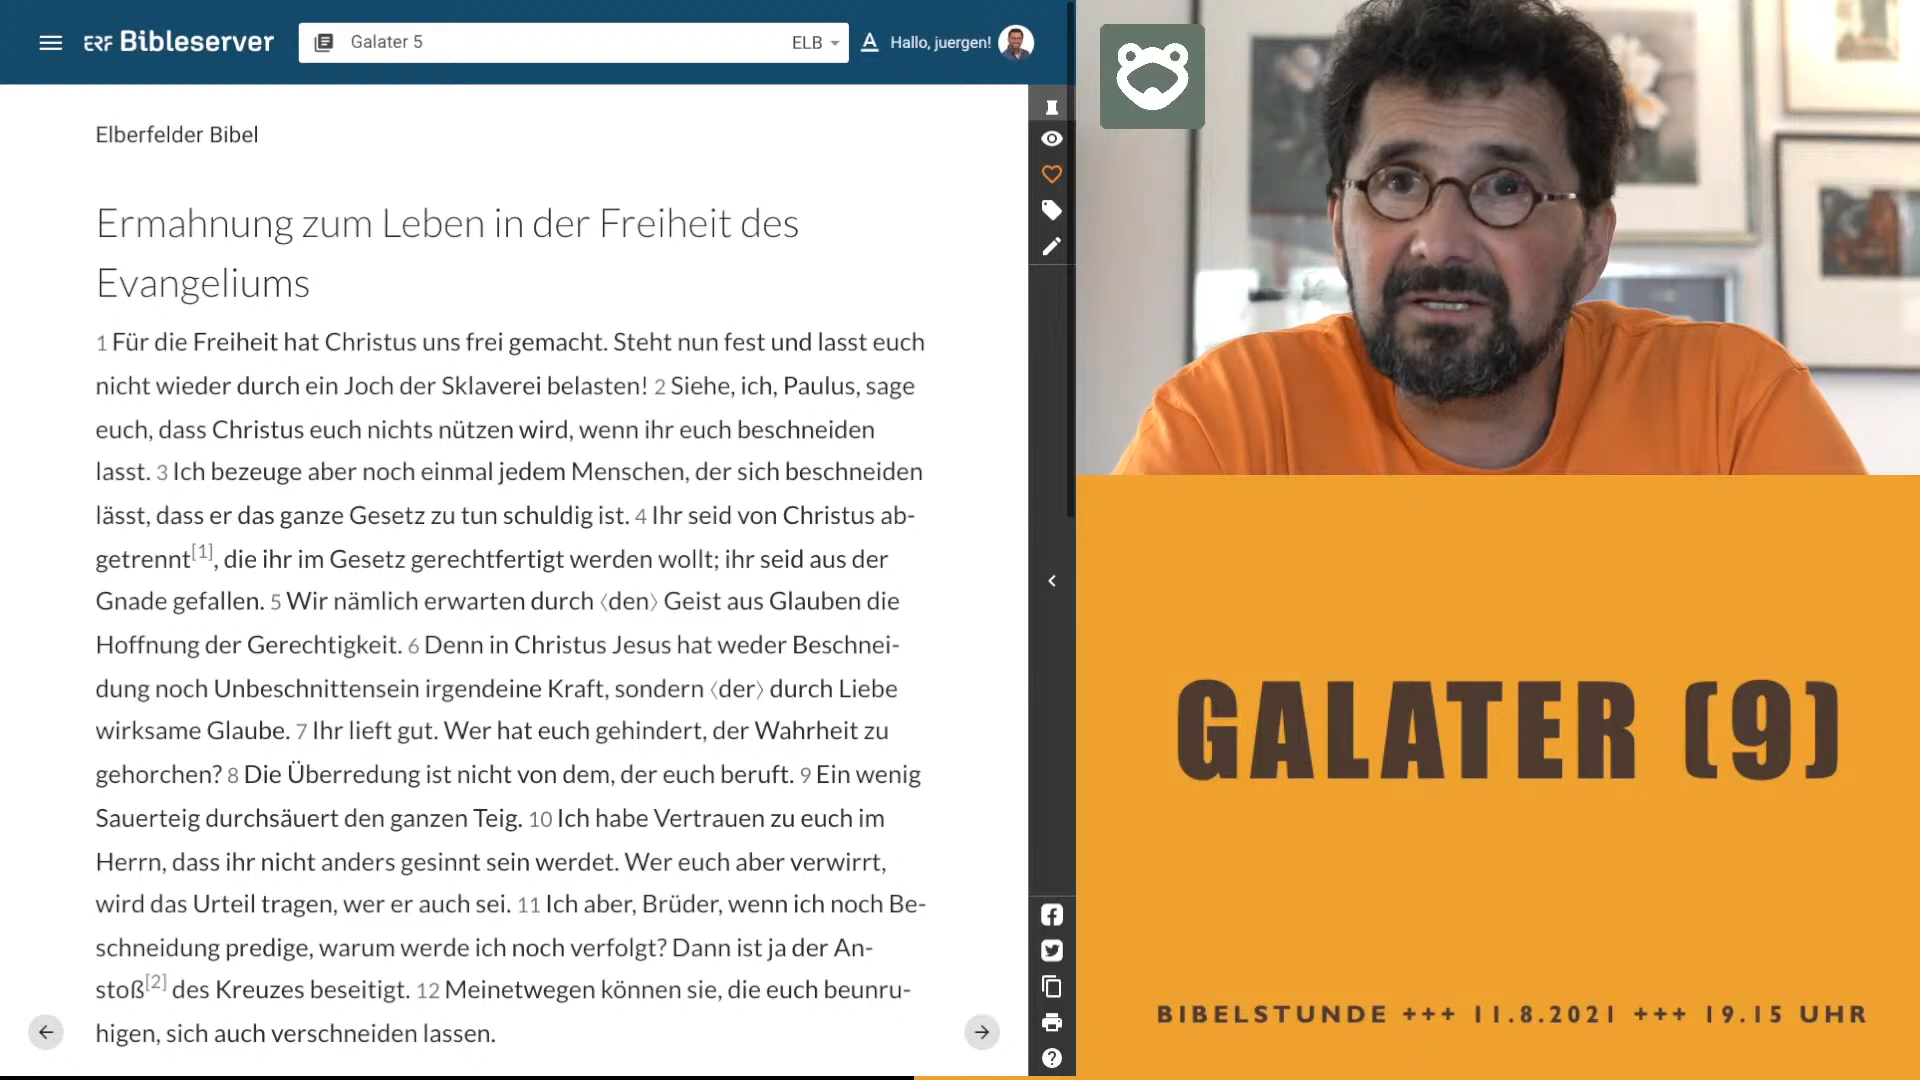 ERF Bibleserver
Galater 5
ELB
A Hallo, juergen!
Elberfelder Bibel
Ermahnung zum Leben in der Freiheit des
Evangeliums
1 Für die Freiheit hat Christus uns frei gemacht. Steht nun fest und lasst euch
nicht wieder durch ein Joch der Sklaverei belasten! 2 Siehe, ich, Paulus, sage
euch, dass Christus euch nichts nützen wird, wenn ihr euch beschneiden
lasst. 3 Ich bezeuge aber noch einmal jedem Menschen, der sich beschneiden
lässt, dass er das ganze Gesetz zu tun schuldig ist. 4 Ihr seid von Christus ab-
getrennt[1], die ihr im Gesetz gerechtfertigt werden wollt; ihr seid aus der
Gnade gefallen. 5 Wir nämlich erwarten durch 〈den〉 Geist aus Glauben die
Hoffnung der Gerechtigkeit. 6 Denn in Christus Jesus hat weder Beschnei-
dung noch Unbeschnittensein irgendeine Kraft, sondern 〈der〉 durch Liebe
wirksame Glaube. 7 Ihr lieft gut. Wer hat euch gehindert, der Wahrheit zu
gehorchen? 8 Die Überredung ist nicht von dem, der euch beruft. 9 Ein wenig
Sauerteig durchsäuert den ganzen Teig. 10 Ich habe Vertrauen zu euch im
Herrn, dass ihr nicht anders gesinnt sein werdet. Wer euch aber verwirrt,
wird das Urteil tragen, wer er auch sei. 11 Ich aber, Brüder, wenn ich noch Be-
schneidung predige, warum werde ich noch verfolgt? Dann ist ja der An-
stoß[2] des Kreuzes beseitigt. 12 Meinetwegen können sie, die euch beunru-
higen, sich auch verschneiden lassen.
GALATER (9)
BIBELSTUNDE +++ 11.8.2021 +++ 19.15 UHR